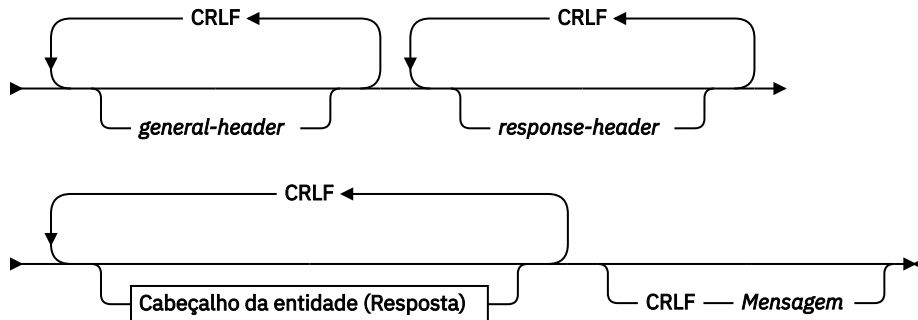 CRLF CRLF
general-header response-header
CRLF
Cabeçalho da entidade (Resposta) CRLF Mensagem